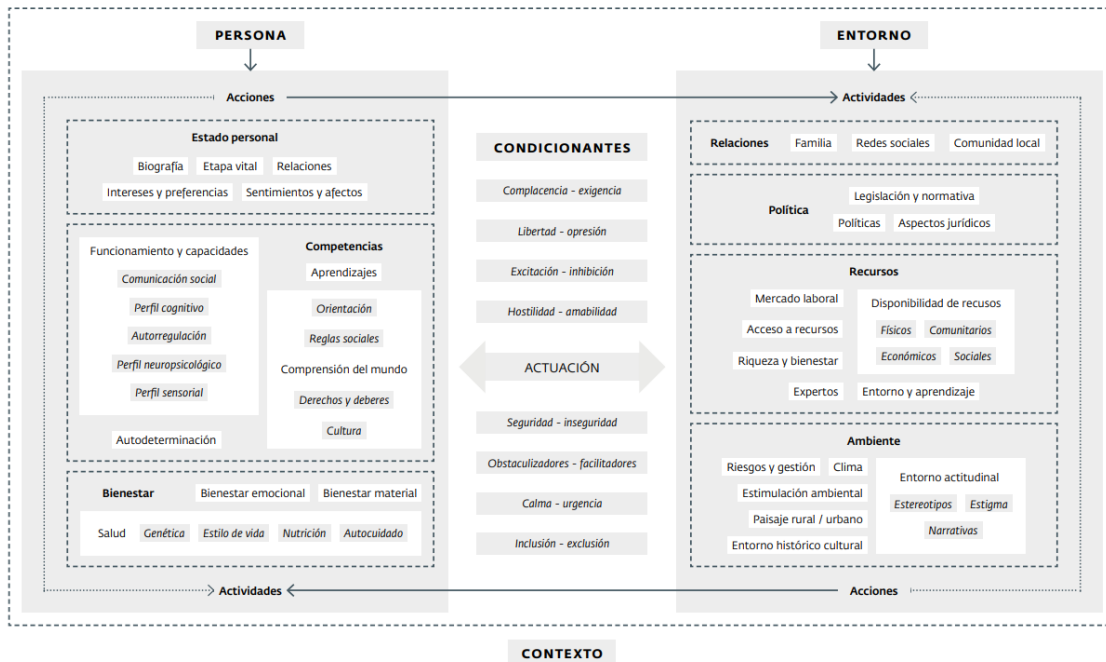 PERSONA
ENTORNO
Acciones
Actividades
Estado personal
Biografía
Etapa vital
Relaciones
Intereses y preferencias
Sentimientos y afectos
Funcionamiento y capacidades
Comunicación social
Perfil cognitivo
Autorregulación
Perfil neuropsicológico
Perfil sensorial
Autodeterminación
Competencias
Aprendizajes
Orientación
Reglas sociales
Comprensión del mundo
Derechos y deberes
Cultura
Bienestar
Bienestar emocional
Bienestar material
Salud
Genética
Estilo de vida
Nutrición
Autocuidado
Actividades
CONDICIONANTES
Complacencia - exigencia
Libertad - opresión
Excitación - inhibición
Hostilidad - amabilidad
ACTUACIÓN
Seguridad - inseguridad
Obstaculizadores - facilitadores
Calma - urgencia
Inclusión - exclusión
Relaciones
Familia
Redes sociales
Comunidad local
Política
Legislación y normativa
Políticas
Aspectos jurídicos
Recursos
Mercado laboral
Acceso a recursos
Riqueza y bienestar
Expertos
Disponibilidad de recusos
Físicos
Comunitarios
Económicos
Sociales
Entorno y aprendizaje
Ambiente
Riesgos y gestión
Clima
Estimulación ambiental
Paisaje rural / urbano
Entorno histórico cultural
Entorno actitudinal
Estereotipos
Estigma
Narrativas
Acciones
CONTEXTO